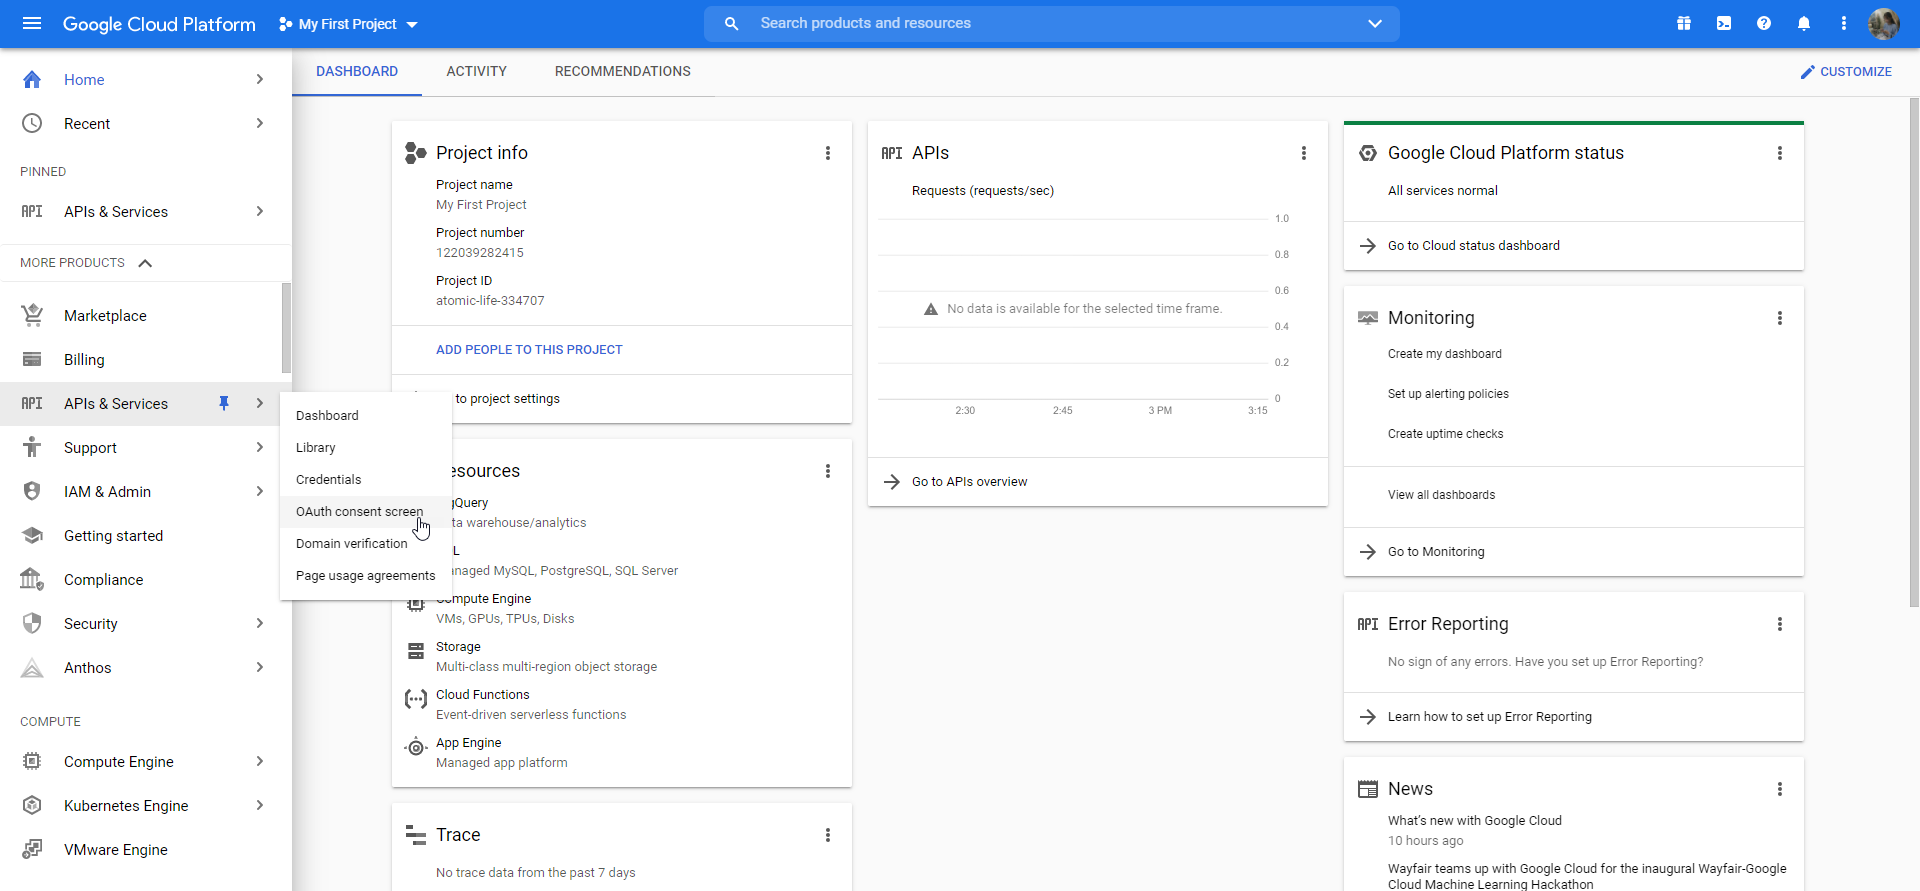 Google Cloud Platform
My First Project
Search products and resources
Home
Recent
PINNED
API
APIs & Services
MORE PRODUCTS
Marketplace
Billing
API
APIs & Services
Support
IAM & Admin
Getting started
Compliance
Security
Anthos
COMPUTE
Compute Engine
Kubernetes Engine
VMware Engine
Dashboard
Library
Credentials
OAuth consent screen
Domain verification
Page usage agreements
DASHBOARD
ACTIVITY
RECOMMENDATIONS
CUSTOMIZE
Project info
Project name
My First Project
Project number
122039282415
Project ID
atomic-life-334707
ADD PEOPLE TO THIS PROJECT
to project settings
esources
gQuery
ta warehouse/analytics
L
anaged MySQL, PostgreSQL, SQL Server
Compute Engine
VMs, GPUs, TPUs, Disks
Storage
Multi-class multi-region object storage
Cloud Functions
Event-driven serverless functions
App Engine
Managed app platform
Trace
No trace data from the past 7 days
API
APIs
Requests (requests/sec)
1.0
0.8
0.6
No data is available for the selected time frame.
0.4
0.2
0
2:30
2:45
3 PM
3:15
Go to APIs overview
Google Cloud Platform status
All services normal
Go to Cloud status dashboard
Monitoring
Create my dashboard
Set up alerting policies
Create uptime checks
View all dashboards
Go to Monitoring
API
Error Reporting
No sign of any errors. Have you set up Error Reporting?
Learn how to set up Error Reporting
News
What's new with Google Cloud
10 hours ago
Wayfair teams up with Google Cloud for the inaugural Wayfair-Google
Cloud Machine Learning Hackathon